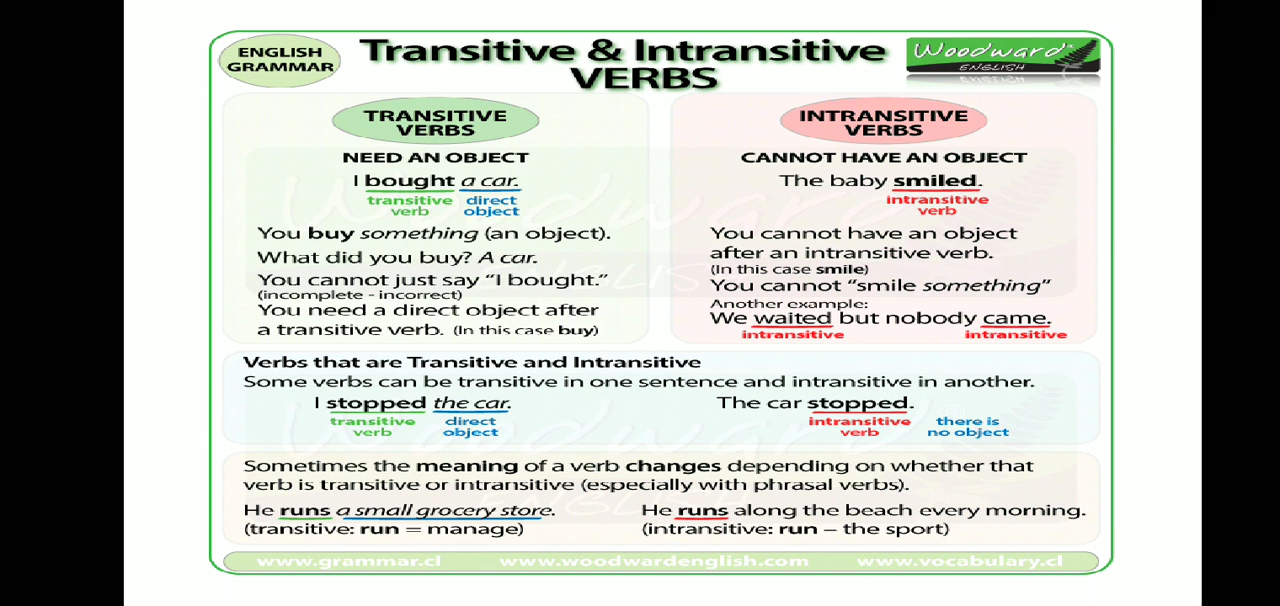 ENGLISH
GRAMMAR
Transitive & Intransitive
VERBS
Woodward
ENGLISH
TRANSITIVE
VERBS
NEED AN OBJECT
I bought a car.
transitive direct
verb object
You buy something (an object).
What did you buy? A car.
You cannot just say “I bought.”
(incomplete - incorrect)
You need a direct object after
a transitive verb. (In this case buy)
INTRANSITIVE
VERBS
CANNOT HAVE AN OBJECT
The baby smiled.
intransitive
verb
You cannot have an object
after an intransitive verb.
(In this case smile)
You cannot “smile something”
Another example:
We waited but nobody came.
intransitive intransitive
Verbs that are Transitive and Intransitive
Some verbs can be transitive in one sentence and intransitive in another.
I stopped the car.
transitive direct
verb object
The car stopped.
intransitive there is
verb no object
Sometimes the meaning of a verb changes depending on whether that
verb is transitive or intransitive (especially with phrasal verbs).
He runs a small grocery store.
(transitive: run = manage)
He runs along the beach every morning.
(intransitive: run – the sport)
www.grammar.cl www.woodwardenglish.com www.vocabulary.cl